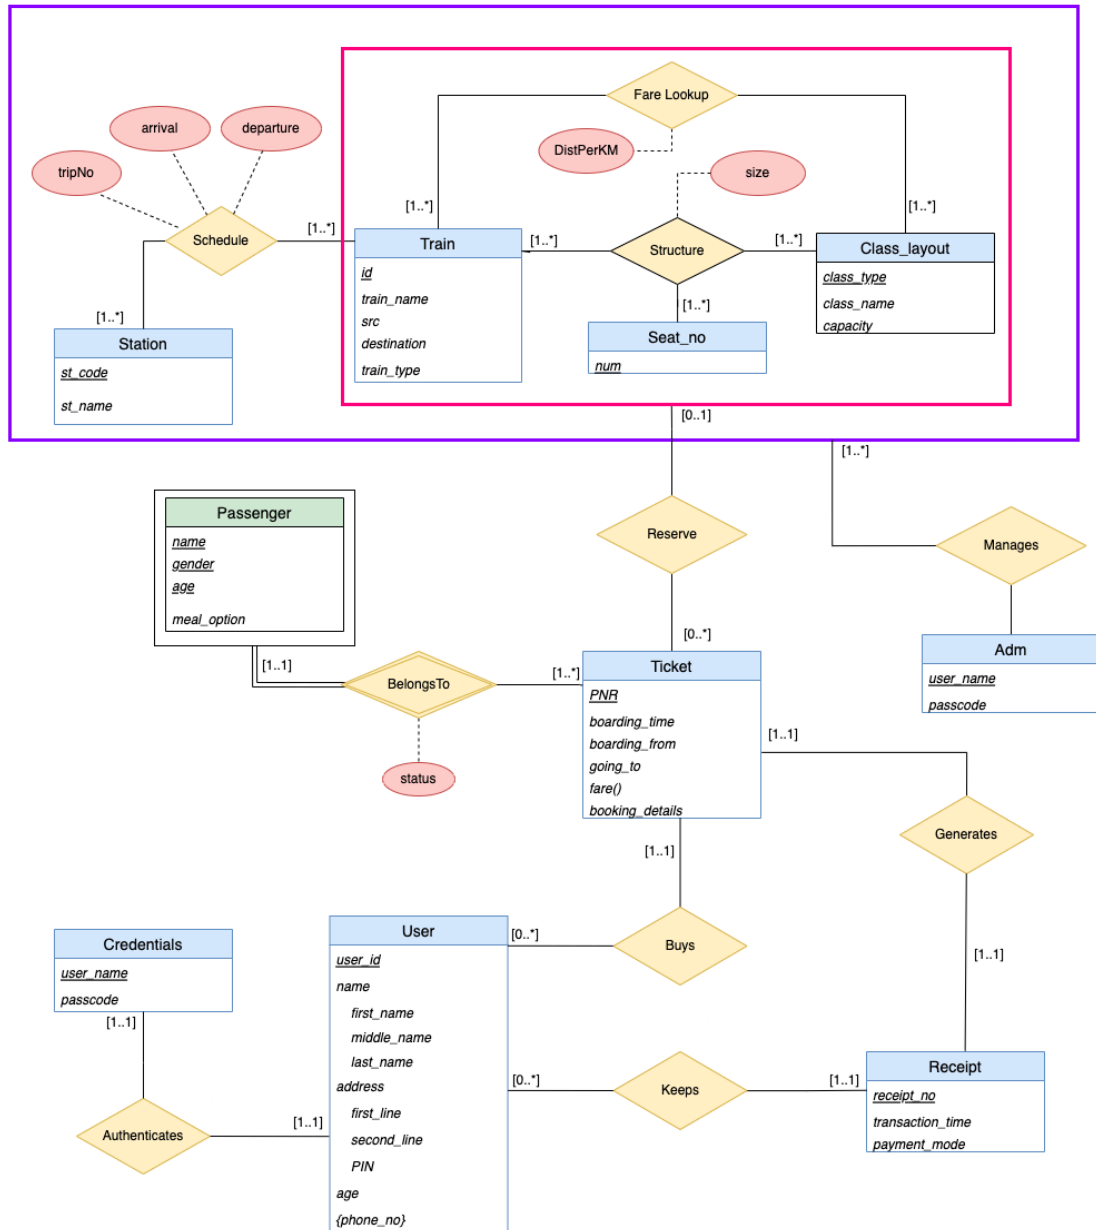 Fare Lookup
arrival
departure
DistPerKM
tripNo
size
[1..*]
[1..*]
Schedule
[1..*]
Train
[1..*]
Structure
[1..*]
Class_layout
id
train_name
src
destination
train_type
class_type
class_name
capacity
[1..*]
[1..*]
Station
st_code
st_name
Seat_no
num
[0..1]
[1..*]
Passenger
name
gender
age
meal_option
Reserve
Manages
[0..*]
[1..1]
BelongsTo
[1..*]
status
Ticket
PNR
boarding_time
boarding_from
going_to
fare()
booking_details
Adm
user_name
passcode
[1..1]
Generates
[1..1]
[1..1]
Buys
[0..*]
Credentials
user_name
passcode
[1..1]
User
user_id
name
first_name
middle_name
last_name
address
first_line
second_line
PIN
age
{phone_no}
[0..*]
Keeps
[1..1]
Receipt
receipt_no
transaction_time
payment_mode
Authenticates
[1..1]